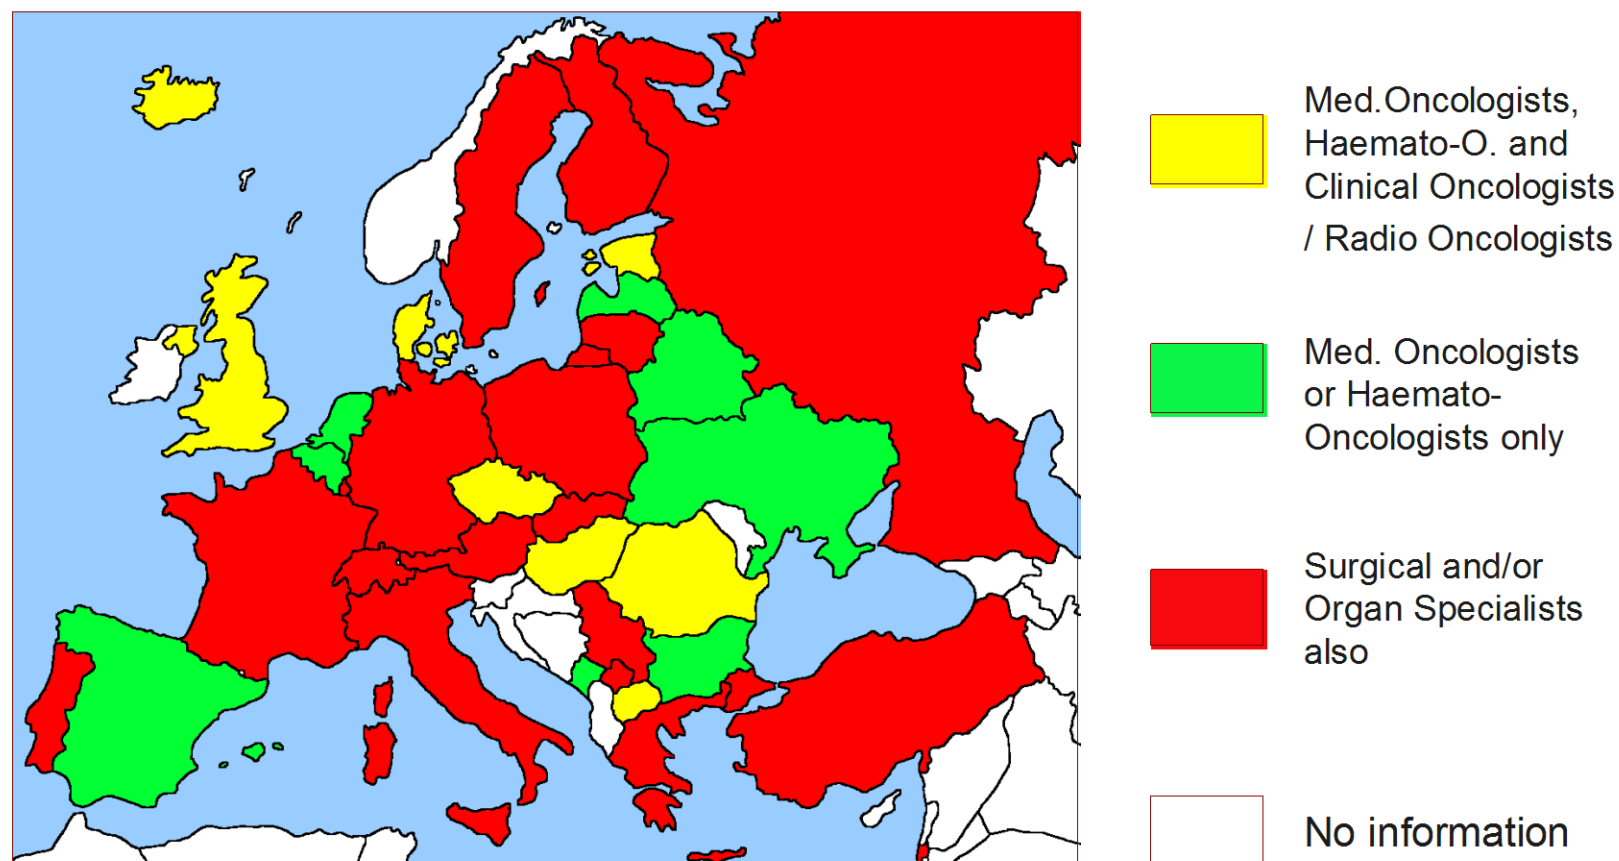 Med.Oncologists,
Haemato-O. and
Clinical Oncologists
/ Radio Oncologists
Med. Oncologists
or Haemato-
Oncologists only
Surgical and/or
Organ Specialists
also
No information